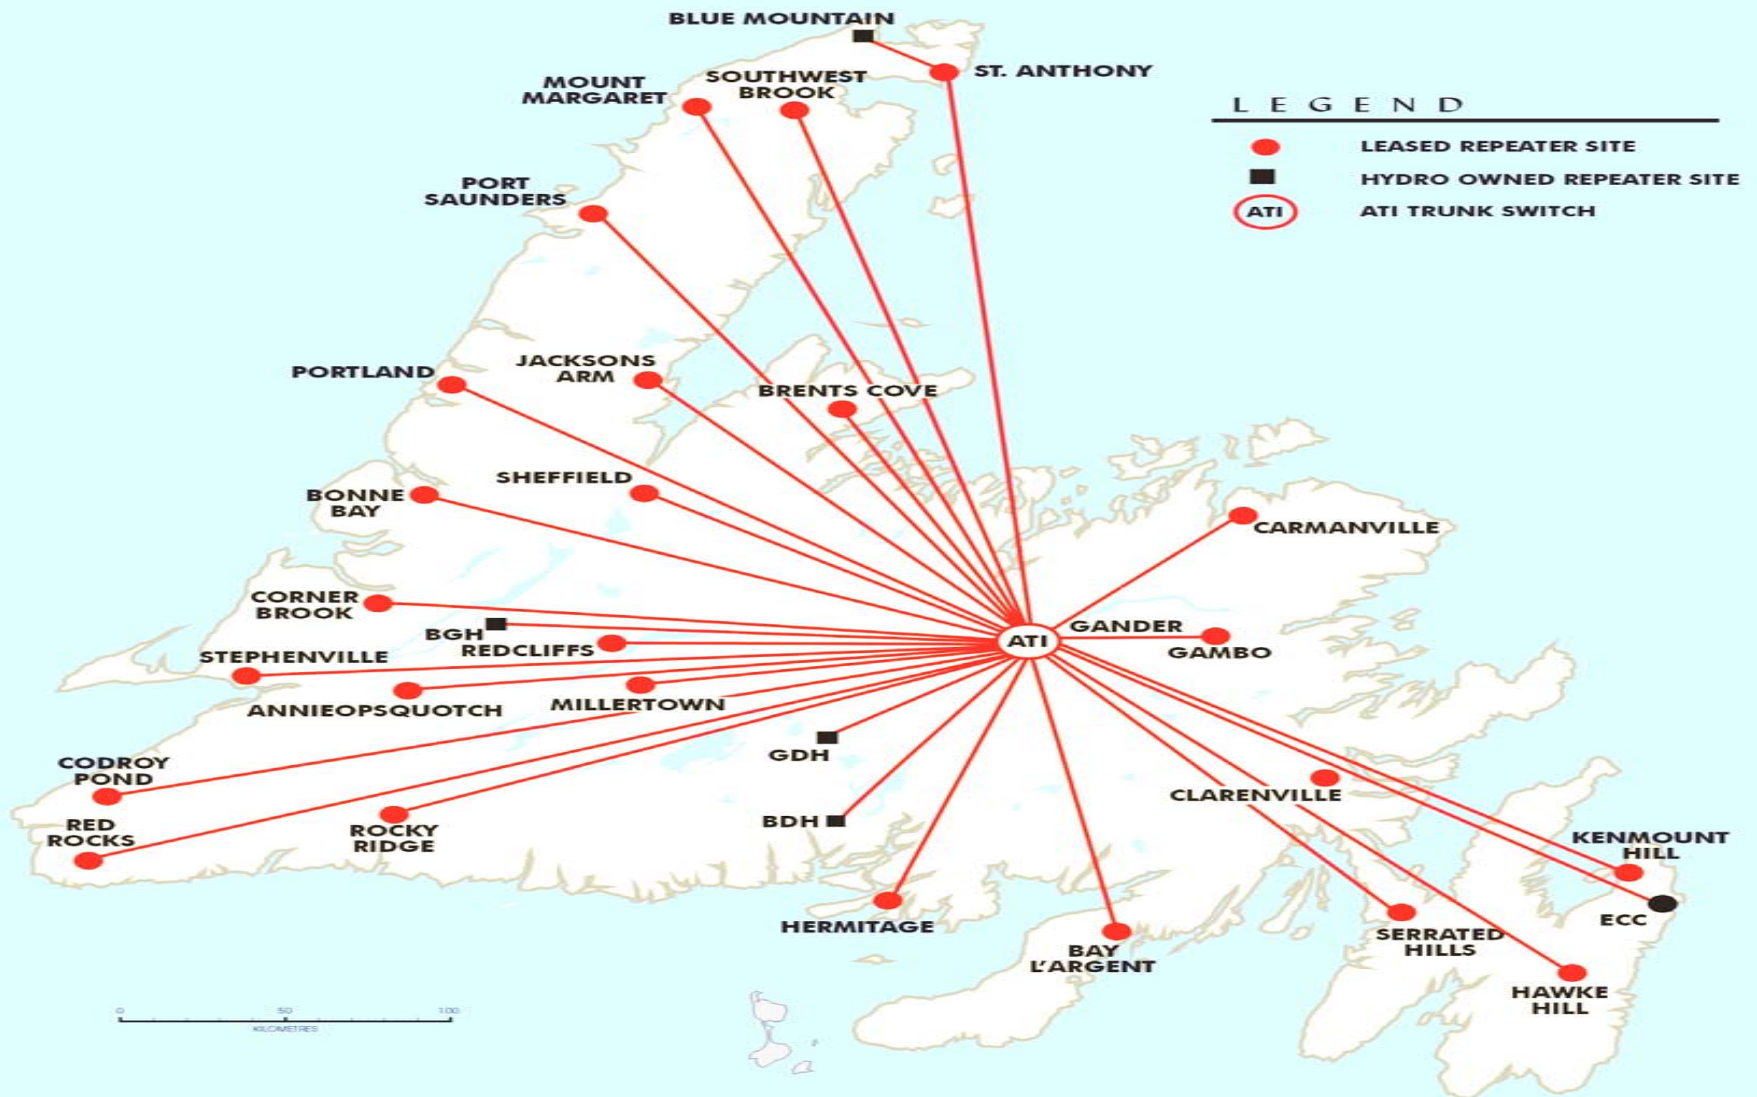 BLUE MOUNTAIN
ST. ANTHONY
MOUNT
MARGARET
SOUTHWEST
BROOK
LEGEND
LEASED REPEATER SITE
HYDRO OWNED REPEATER SITE
ATI
ATI TRUNK SWITCH
PORT
SAUNDERS
PORTLAND
JACKSONS
ARM
BRENTS COVE
SHEFFIELD
BONNE
BAY
CARMANVILLE
CORNER
BROOK
BGH
REDCLIFFS
ATI
GANDER
GAMBO
STEPHENVILLE
ANNIEOPSQUOTCH
MILLERTOWN
GDH
CODROY
POND
CLARENVILLE
RED
ROCKS
ROCKY
RIDGE
BDH
KENMOUNT
HILL
ECC
HERMITAGE
BAY
L'ARGENT
SERRATED
HILLS
HAWKE
HILL
0 50 100
KILOMETRES